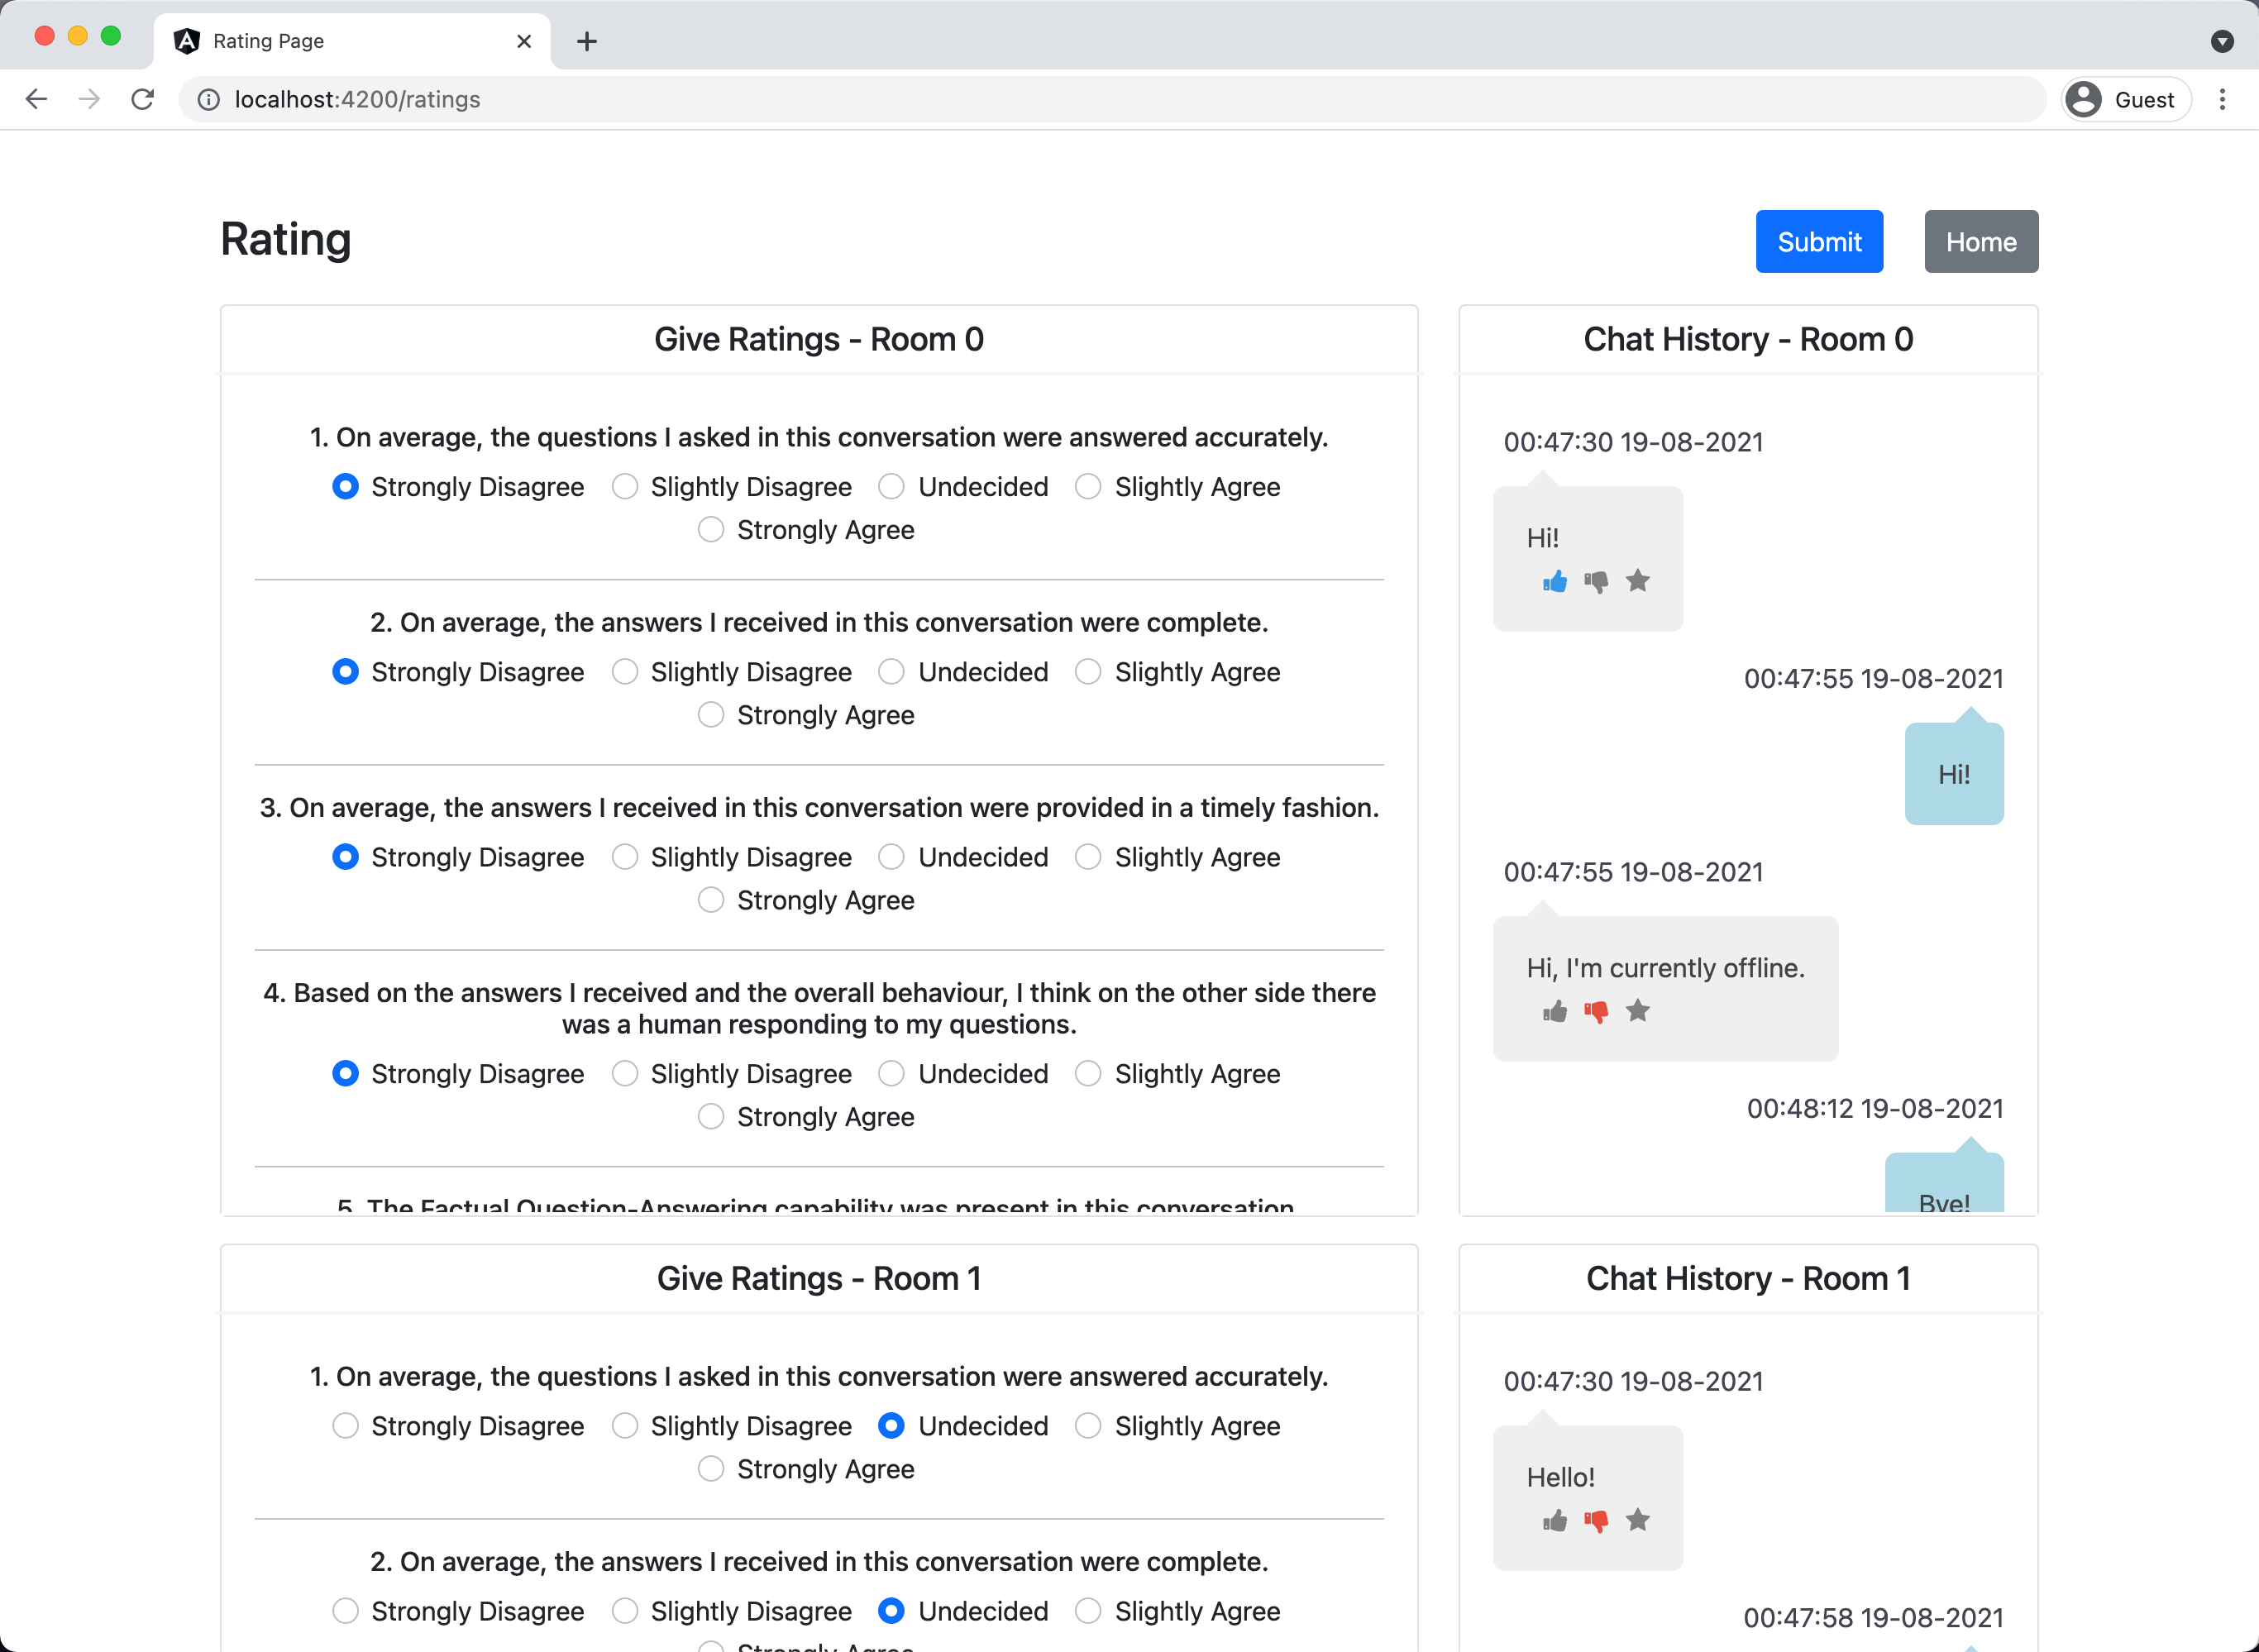 Rating Page
localhost:4200/ratings
Guest
Rating
Submit
Home
Give Ratings - Room 0
1. On average, the questions I asked in this conversation were answered accurately.
Strongly Disagree
Slightly Disagree
Undecided
Slightly Agree
Strongly Agree
2. On average, the answers I received in this conversation were complete.
Strongly Disagree
Slightly Disagree
Undecided
Slightly Agree
Strongly Agree
3. On average, the answers I received in this conversation were provided in a timely fashion.
Strongly Disagree
Slightly Disagree
Undecided
Slightly Agree
Strongly Agree
4. Based on the answers I received and the overall behaviour, I think on the other side there
was a human responding to my questions.
Strongly Disagree
Slightly Disagree
Undecided
Slightly Agree
Strongly Agree
5. The Factual Question-Answering capability was present in this conversation.
Chat History - Room 0
00:47:30 19-08-2021
Hi!
00:47:55 19-08-2021
Hi!
00:47:55 19-08-2021
Hi, I'm currently offline.
00:48:12 19-08-2021
Bye!
Give Ratings - Room 1
1. On average, the questions I asked in this conversation were answered accurately.
Strongly Disagree
Slightly Disagree
Undecided
Slightly Agree
Strongly Agree
2. On average, the answers I received in this conversation were complete.
Strongly Disagree
Slightly Disagree
Undecided
Slightly Agree
Strongly Agree
Chat History - Room 1
00:47:30 19-08-2021
Hello!
00:47:58 19-08-2021